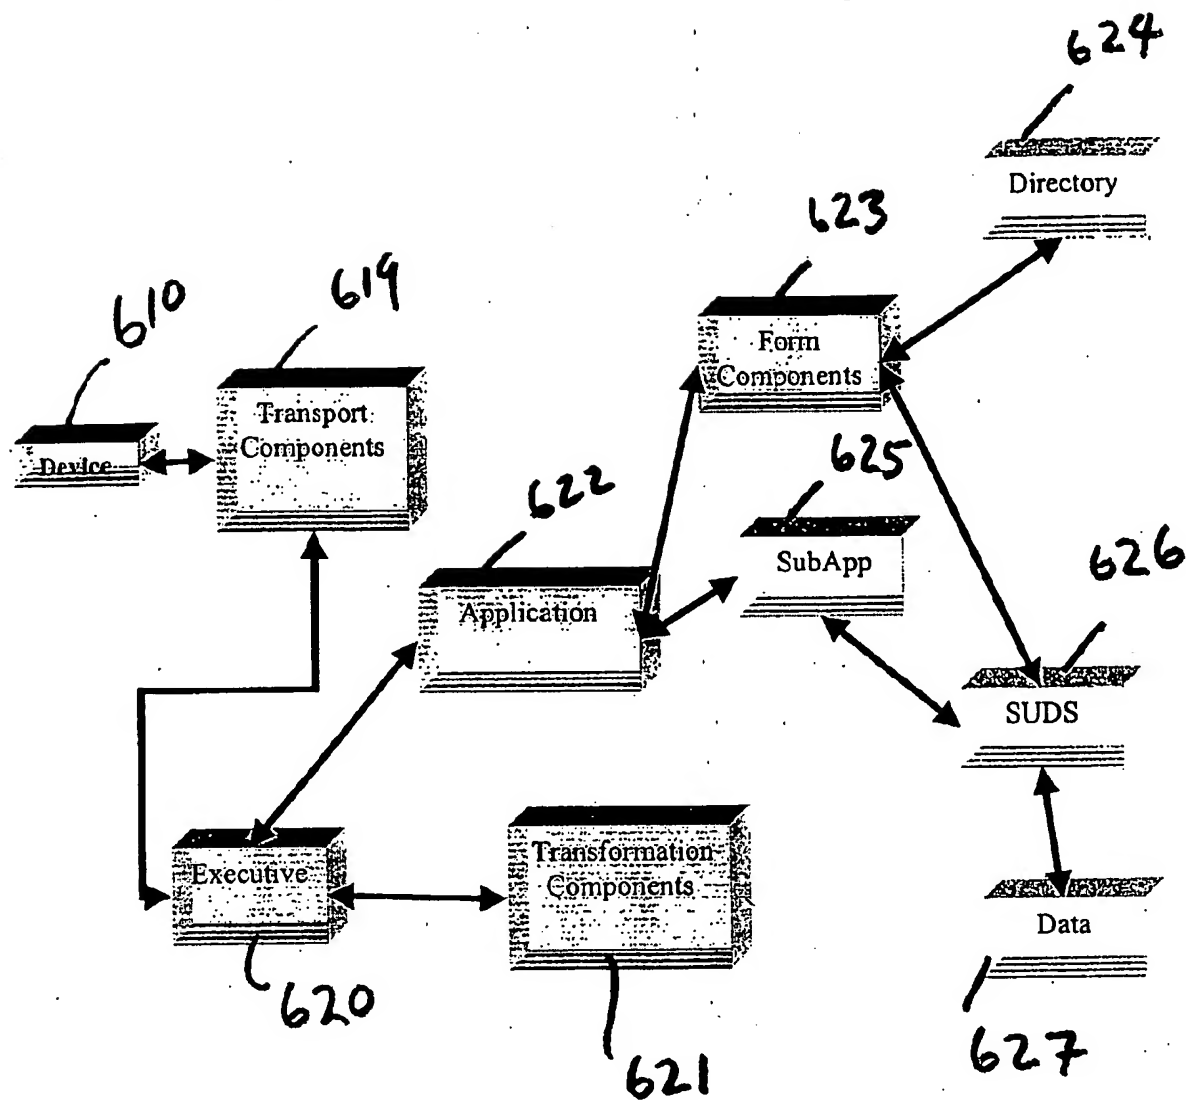 624
Directory
623
Form
Components
610
619
Device
Transport
Components
625
SubApp
622
Application
626
SUDS
Executive
Transformation
Components
Data
620
621
627